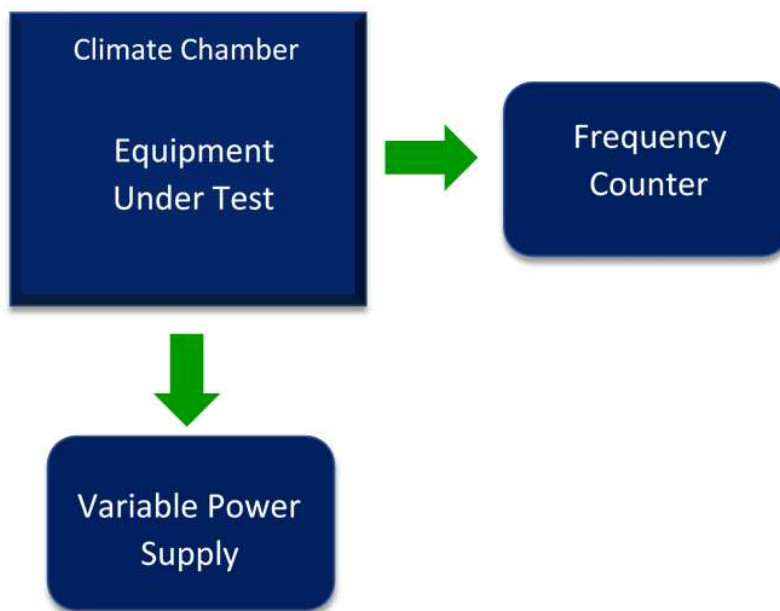 Climate Chamber
Equipment
Under Test
Frequency
Counter
Variable Power
Supply